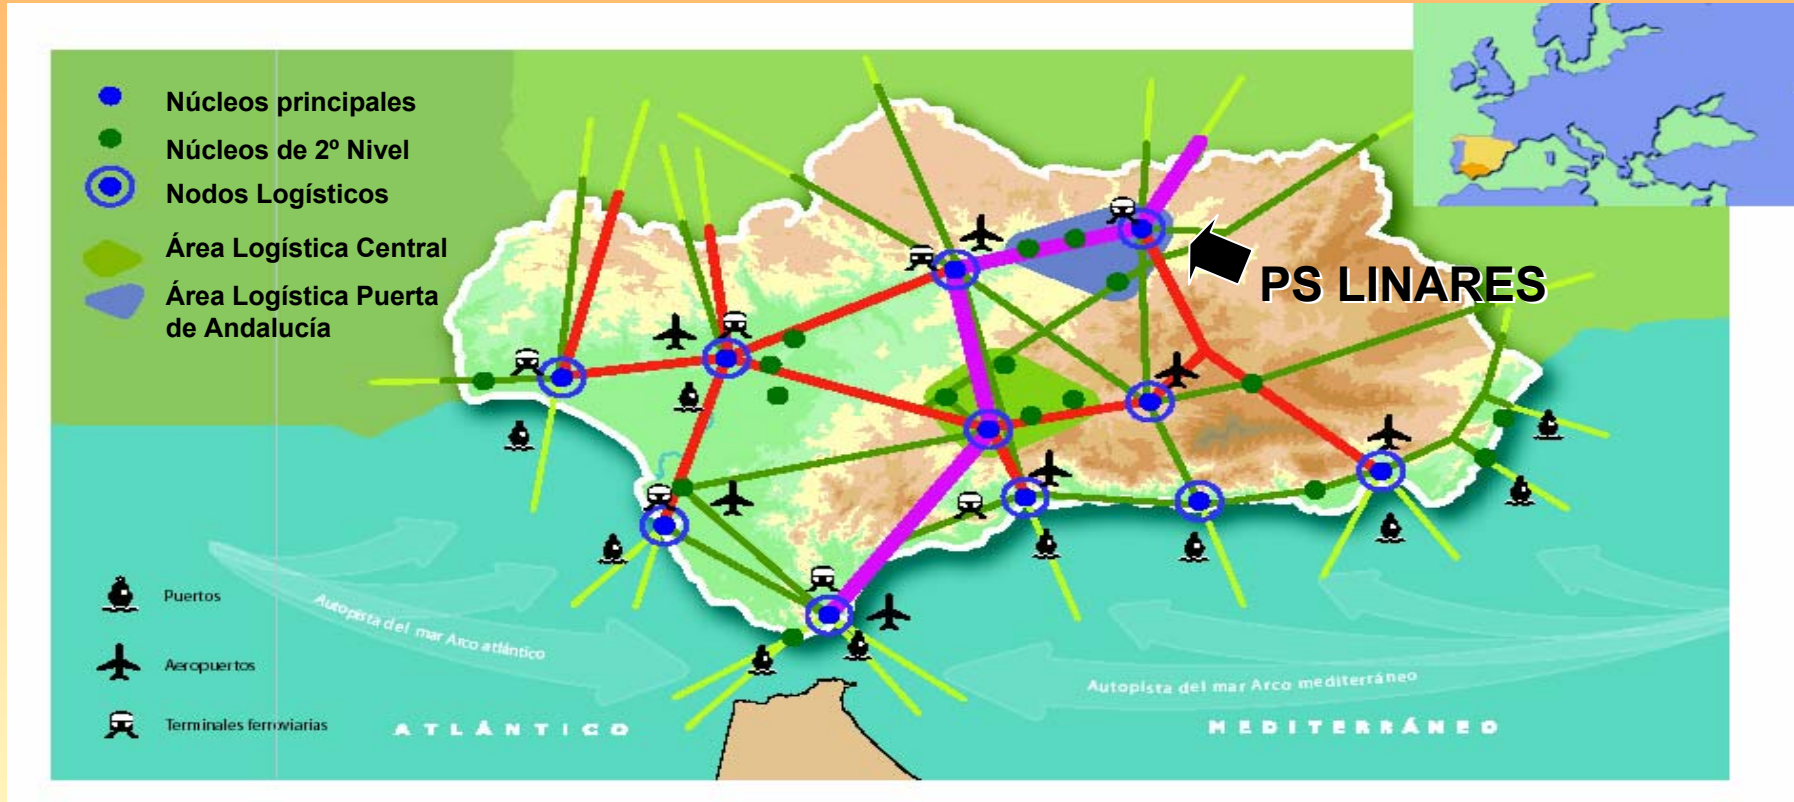 Núcleos principales
Núcleos de 2º Nivel
Nodos Logísticos
Área Logística Central
Área Logística Puerta
de Andalucía
PS LINARES
Puertos
Aeropuertos
Terminales ferroviarias
Autopista del mar Arco atlántico
Autopista del mar Arco mediterráneo
ATLÁNTICO
MEDITERRÁNEO